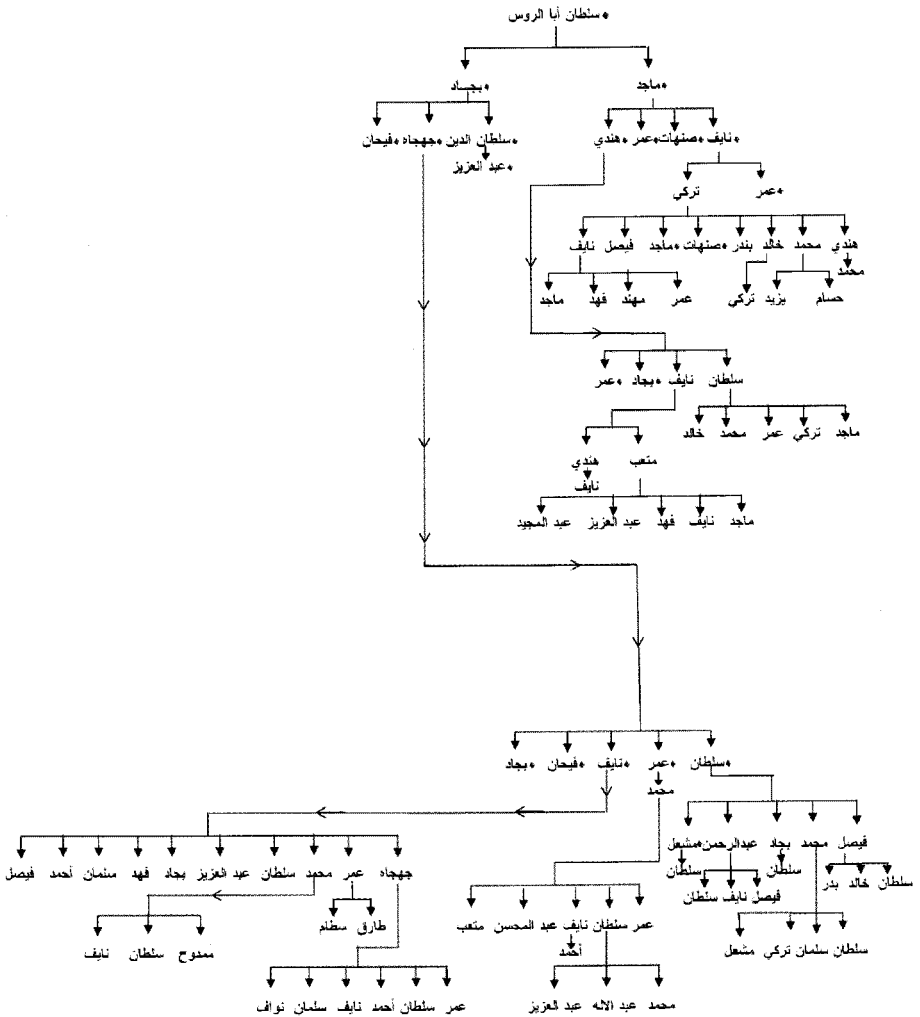 سلطان أبا الروس*
*ماجد *بجاد
*نايف *صنهات *عمر *هندي *سلطان الدين *جهجاه *فيحان
*عبد العزيز
*عمر تركي
هندي محمد خالد بندر *صنهات *ماجد فيصل نايف
محمد
حسام يزيد تركي عمر مهند فهد ماجد
سلطان نايف *بجاد *عمر
ماجد تركي عمر محمد خالد
متعب هندي
نايف
ماجد نايف فهد عبد العزيز عبد المجيد
*سلطان *عمر *نايف *فيحان *بجاد
محمد
فيصل محمد بجاد عبدالرحمن *مشعل
جهجاه عمر محمد سلطان عبد العزيز بجاد فهد سلمان أحمد فيصل
سلطان خالد بدر سلطان سلطان
فيصل نايف سلطان
عمر سلطان نايف عبد المحسن متعب
طارق سطام
سلطان سلمان تركي مشعل
أحمد
ممدوح سلطان نايف
محمد عبد الاله عبد العزيز
عمر سلطان أحمد نايف سلمان نواف